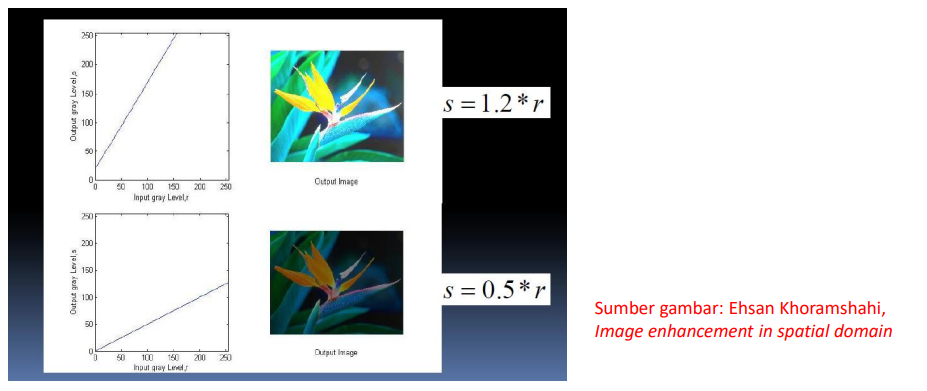 250
200
150
100
50
0
Output gray Level,s
0 50 100 150 200 250
Input gray Level,r
Output Image
s = 1.2 * r
250
200
150
100
50
0
Output gray Level,s
0 50 100 150 200 250
Input gray Level,r
Output Image
s = 0.5 * r
Sumber gambar: Ehsan Khoramshahi,
Image enhancement in spatial domain